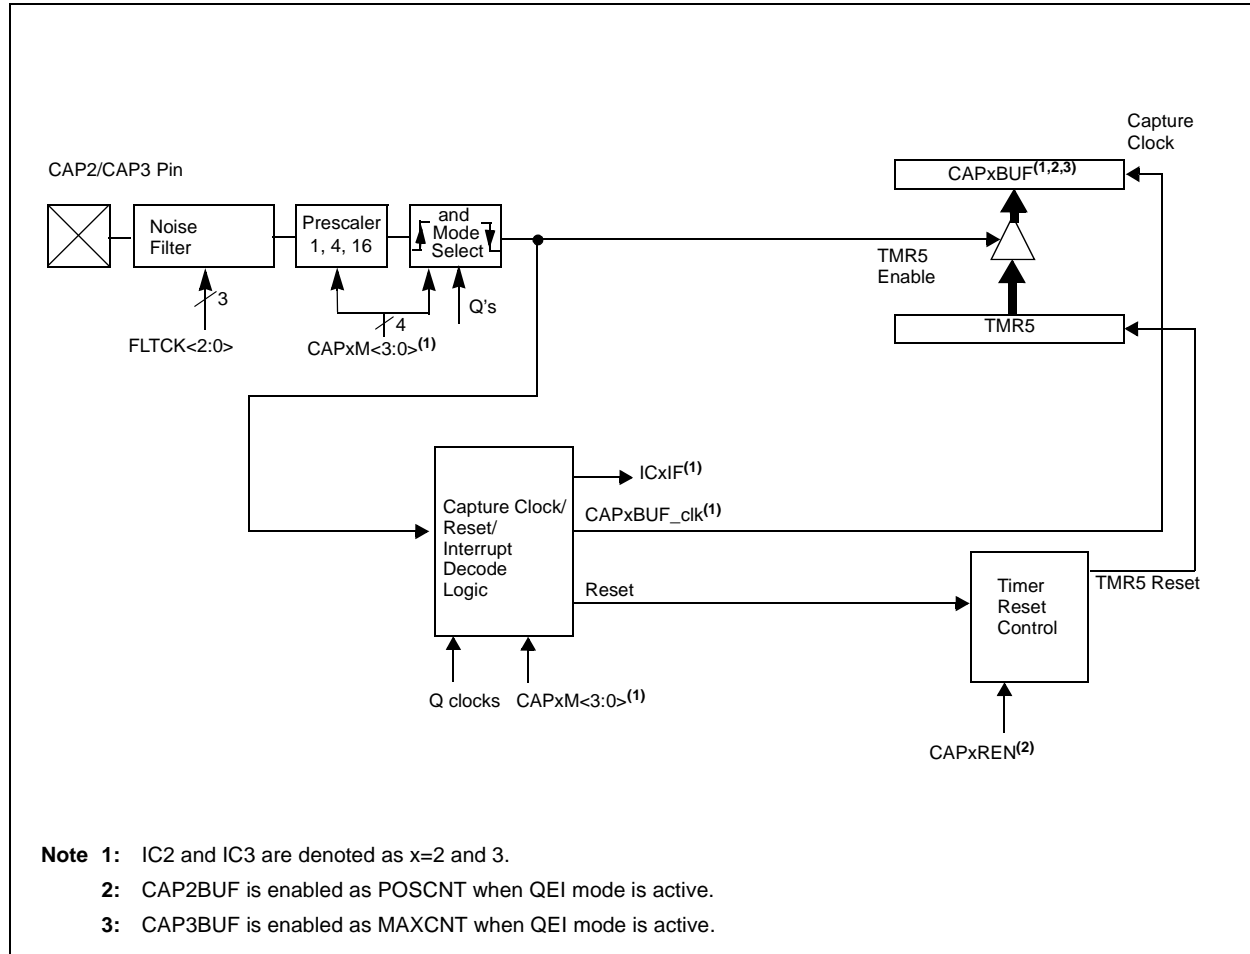 Capture
Clock
CAP2/CAP3 Pin
CAPxBUF(1,2,3)
Noise
Filter
Prescaler
1, 4, 16
and
Mode
Select
TMR5
Enable
3
4
Q's
TMR5
FLTCK<2:0>
CAPxM<3:0>(1)
ICxIF(1)
Capture Clock/
Reset/
Interrupt
Decode
Logic
CAPxBUF_clk(1)
Reset
Timer
Reset
Control
TMR5 Reset
Q clocks
CAPxM<3:0>(1)
CAPxREN(2)
Note 1: IC2 and IC3 are denoted as x=2 and 3.
2: CAP2BUF is enabled as POSCNT when QEI mode is active.
3: CAP3BUF is enabled as MAXCNT when QEI mode is active.